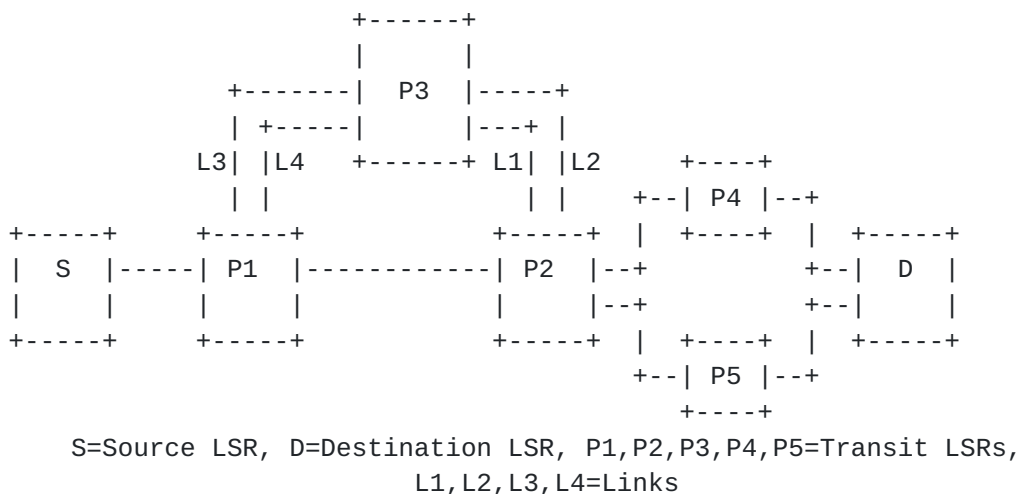 P3
L3 L4 L1 L2
P4
S P1 P2 D
P5
S=Source LSR, D=Destination LSR, P1,P2,P3,P4,P5=Transit LSRs,
L1,L2,L3,L4=Links